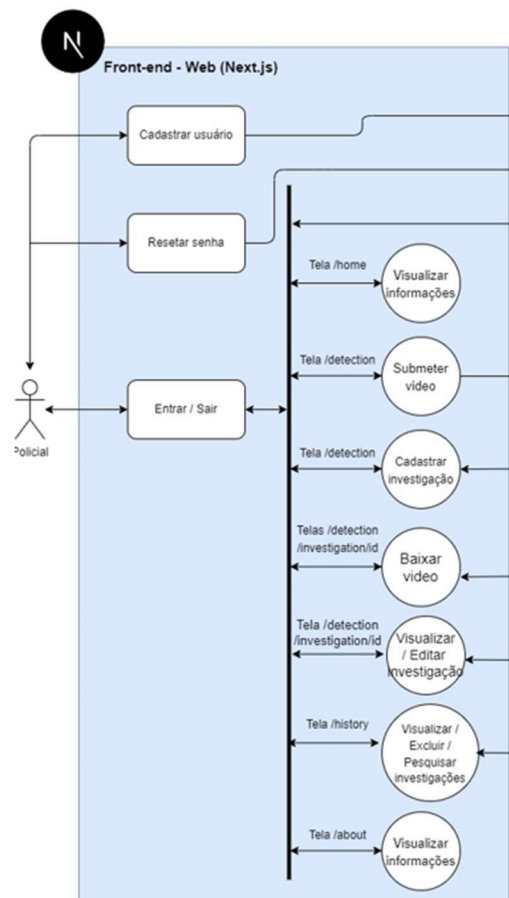 N
Front-end - Web (Next.js)
Cadastrar usuário
Resetar senha
Tela /home
Visualizar
informações
Tela /detection
Submeter
vídeo
Entrar / Sair
Policial
Tela /detection
Cadastrar
investigação
Telas /detection
/investigation/id
Baixar
video
Tela /detection
/investigation/id
Visualizar
/ Editar
investigação
Tela /history
Visualizar /
Excluir /
Pesquisar
investigações
Tela /about
Visualizar
informações